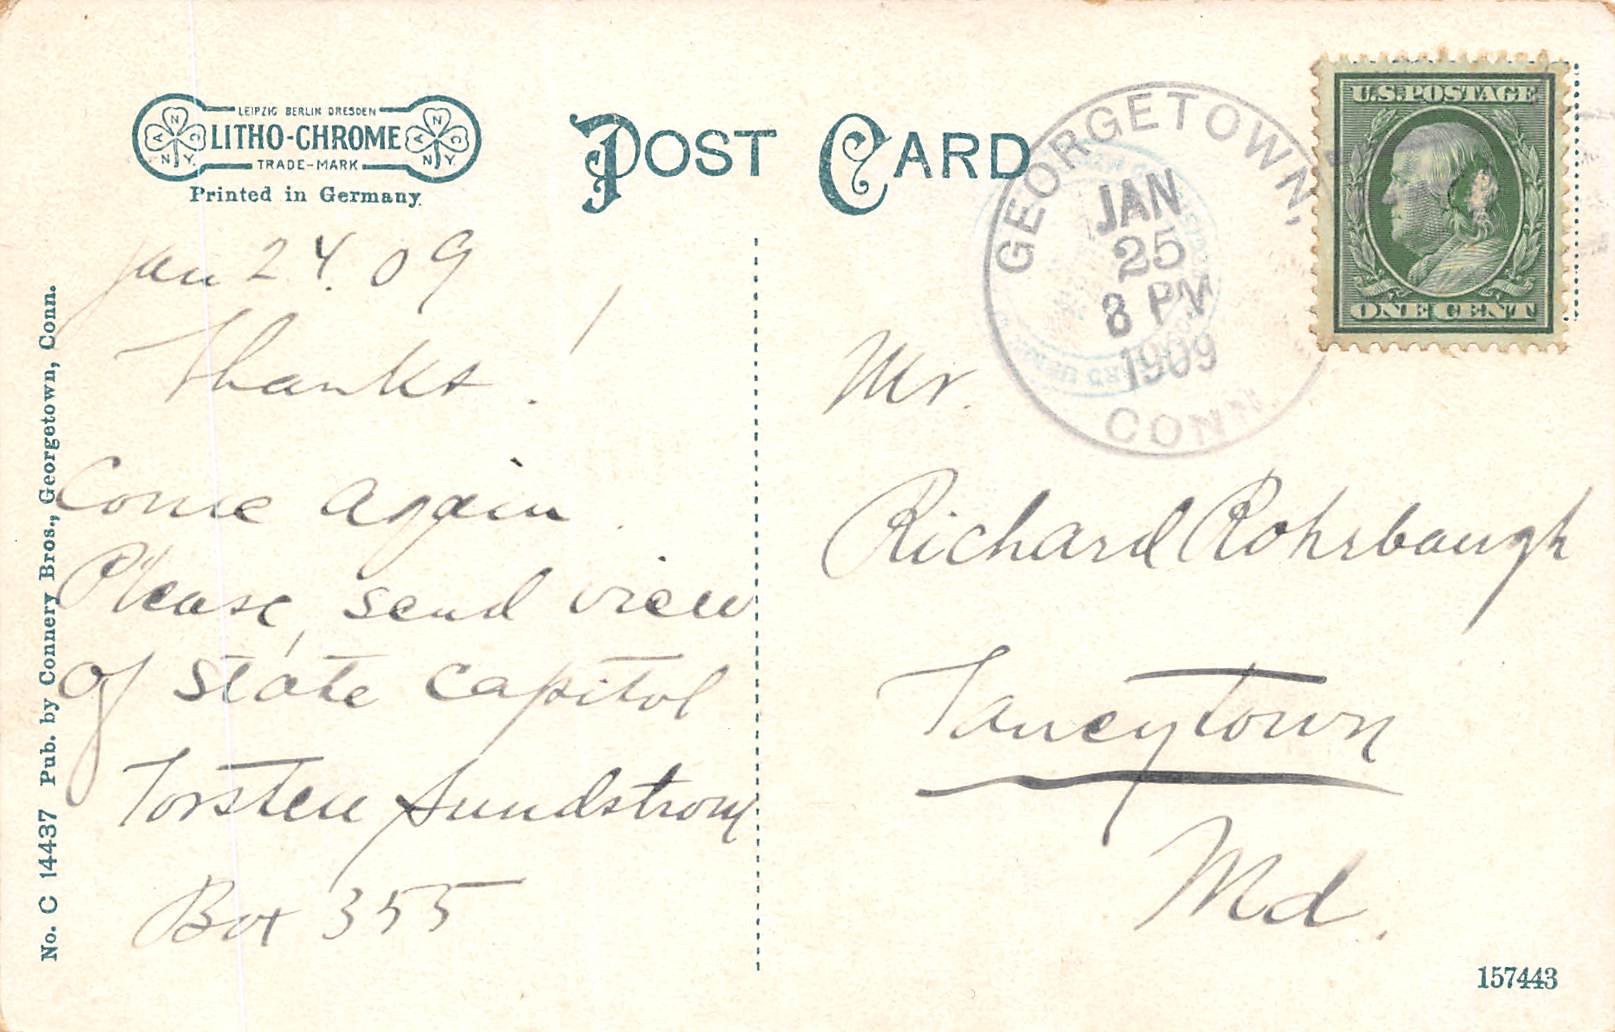 LEIPZIG BERLIN DRESDEN
LITHO-CHROME
TRADE-MARK
A N C
N.Y.
A N C
N.Y.
Printed in Germany.
POST CARD
GEORGETOWN,
JAN
25
8 PM
1909
CONN.
U.S. POSTAGE
ONE CENT
Jan 24. 09
Thanks!
Come again.
Please, send view
of State Capitol
Torsten Sundstrom
Box 355
Mr.
Richard Rohrbaugh
Taneytown
Md.
No. C 14437 Pub. by Connery Bros., Georgetown, Conn.
157443